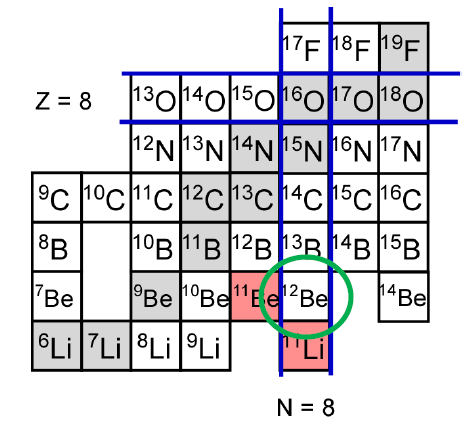 ¹⁷F ¹⁸F ¹⁹F
Z = 8 ¹³O ¹⁴O ¹⁵O ¹⁶O ¹⁷O ¹⁸O
¹²N ¹³N ¹⁴N ¹⁵N ¹⁶N ¹⁷N
⁹C ¹⁰C ¹¹C ¹²C ¹³C ¹⁴C ¹⁵C ¹⁶C
⁸B ¹⁰B ¹¹B ¹²B ¹³B ¹⁴B ¹⁵B
⁷Be ⁹Be ¹⁰Be ¹¹Be ¹²Be ¹⁴Be
⁶Li ⁷Li ⁸Li ⁹Li ¹¹Li
N = 8